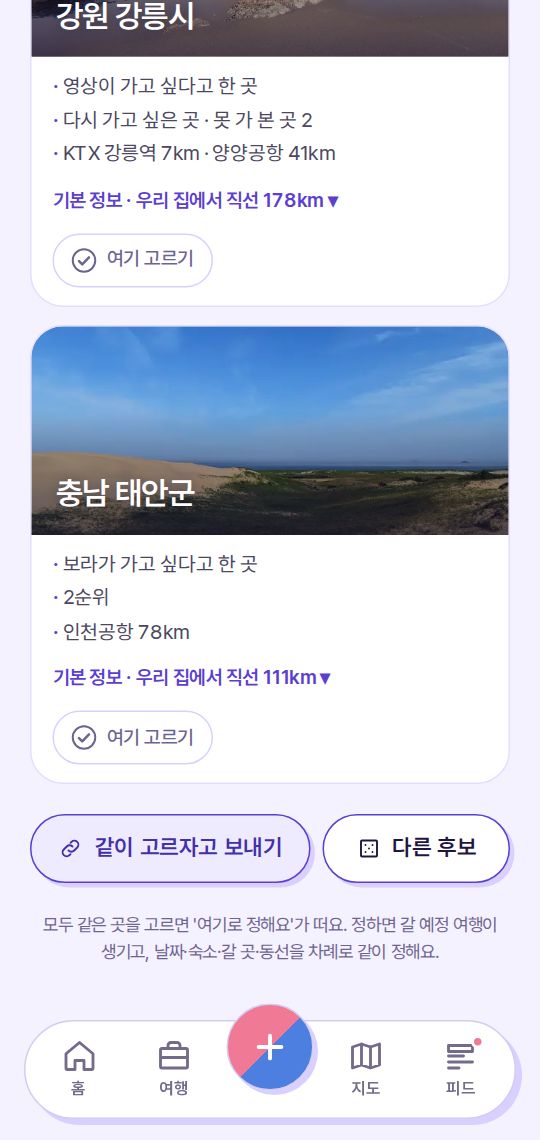 강원 강릉시
· 영상이 가고 싶다고 한 곳
· 다시 가고 싶은 곳 · 못 가 본 곳 2
· KTX 강릉역 7km · 양양공항 41km
기본 정보 · 우리 집에서 직선 178km ▾
여기 고르기
충남 태안군
· 보라가 가고 싶다고 한 곳
· 2순위
· 인천공항 78km
기본 정보 · 우리 집에서 직선 111km ▾
여기 고르기
같이 고르자고 보내기
다른 후보
모두 같은 곳을 고르면 '여기로 정해요'가 떠요. 정하면 갈 예정 여행이
생기고, 날짜·숙소·갈 곳·동선을 차례로 같이 정해요.
홈
여행
지도
피드